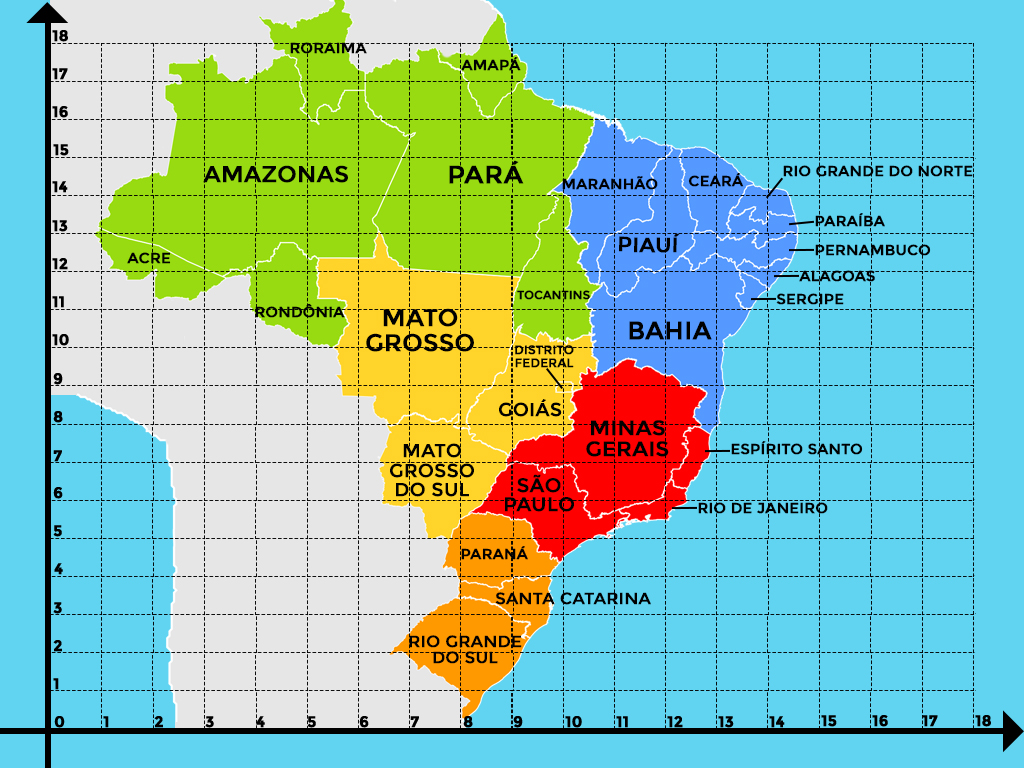 18
RORAIMA
17
AMAPÁ
16
15
RIO GRANDE DO NORTE
AMAZONAS
PARÁ
MARANHÃO
CEARÁ
14
PARAÍBA
13
PIAUÍ
PERNAMBUCO
ACRE
12
ALAGOAS
TOCANTINS
SERGIPE
11
RONDÔNIA
MATO
GROSSO
BAHIA
10
DISTRITO
FEDERAL
9
GOIÁS
8
MINAS
GERAIS
ESPÍRITO SANTO
MATO
GROSSO
DO SUL
7
SÃO
PAULO
6
RIO DE JANEIRO
5
PARANÁ
4
SANTA CATARINA
3
RIO GRANDE
DO SUL
2
1
0 1 2 3 4 5 6 7 8 9 10 11 12 13 14 15 16 17 18